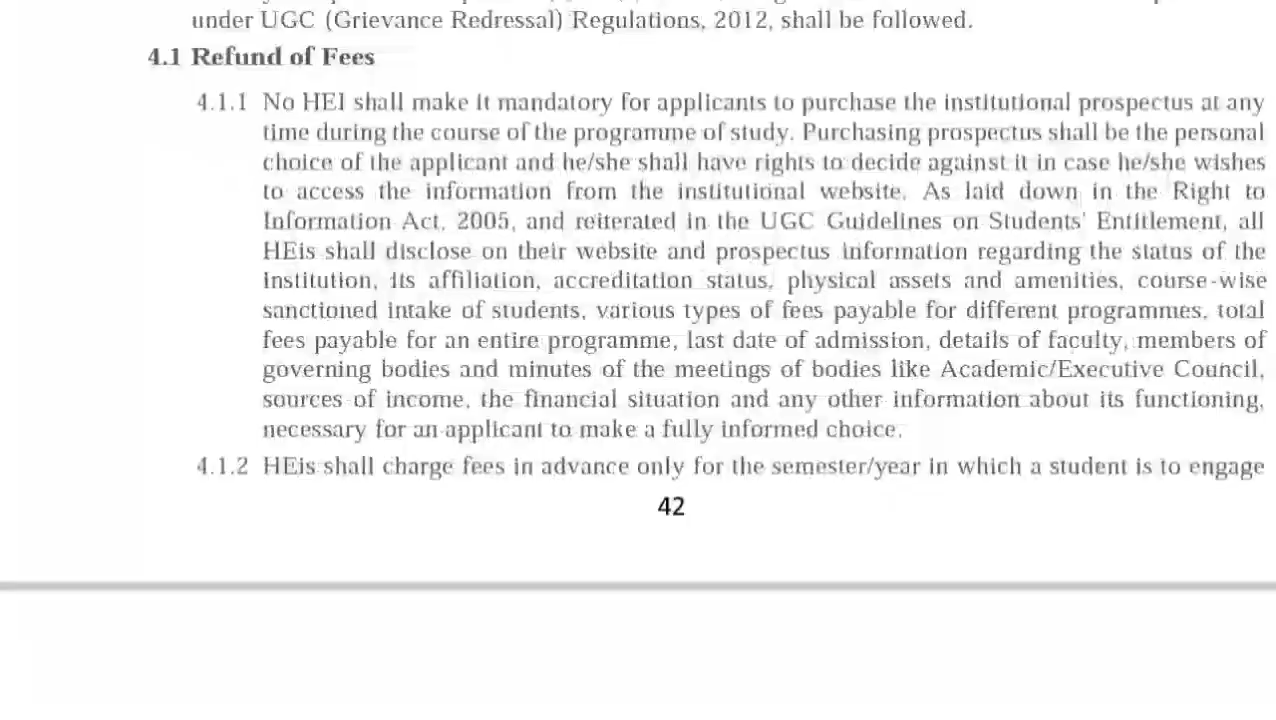 under UGC (Grievance Redressal) Regulations, 2012, shall be followed.
4.1 Refund of Fees
4.1.1 No HEI shall make it mandatory for applicants to purchase the institutional prospectus at any
time during the course of the programme of study. Purchasing prospectus shall be the personal
choice of the applicant and he/she shall have rights to decide against it in case he/she wishes
to access the information from the institutional website. As laid down in the Right to
Information Act, 2005, and reiterated in the UGC Guidelines on Students' Entitlement, all
HEis shall disclose on their website and prospectus information regarding the status of the
institution, its affiliation, accreditation status, physical assets and amenities, course-wise
sanctioned intake of students, various types of fees payable for different programmes, total
fees payable for an entire programme, last date of admission, details of faculty, members of
governing bodies and minutes of the meetings of bodies like Academic/Executive Council,
sources of income, the financial situation and any other information about its functioning,
necessary for an applicant to make a fully informed choice.
4.1.2 HEis shall charge fees in advance only for the semester/year in which a student is to engage
42